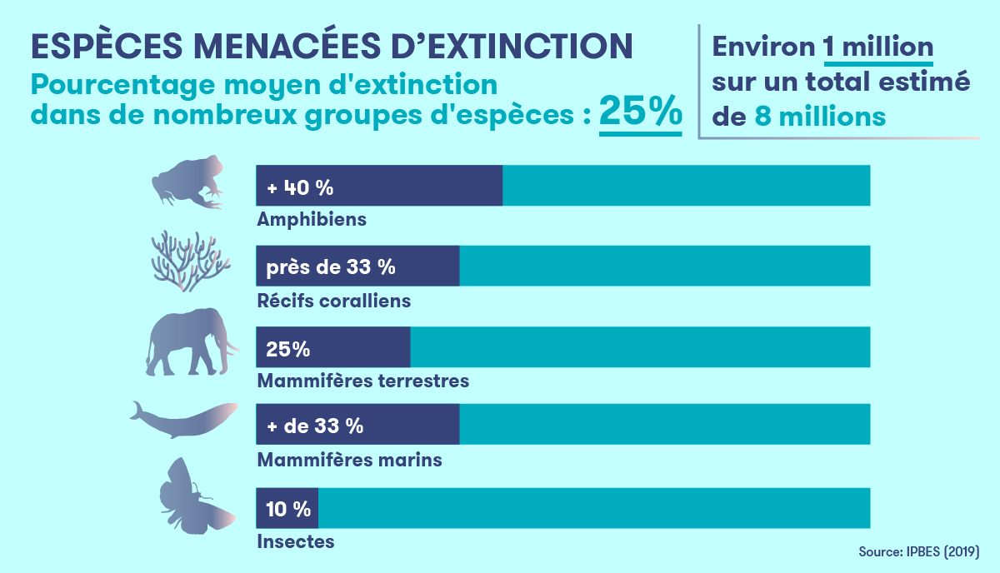 ESPÈCES MENACÉES D’EXTINCTION
Pourcentage moyen d'extinction
dans de nombreux groupes d'espèces : 25%
Environ 1 million
sur un total estimé
de 8 millions
+ 40 %
Amphibiens
près de 33 %
Récifs coralliens
25%
Mammifères terrestres
+ de 33 %
Mammifères marins
10 %
Insectes
Source: IPBES (2019)